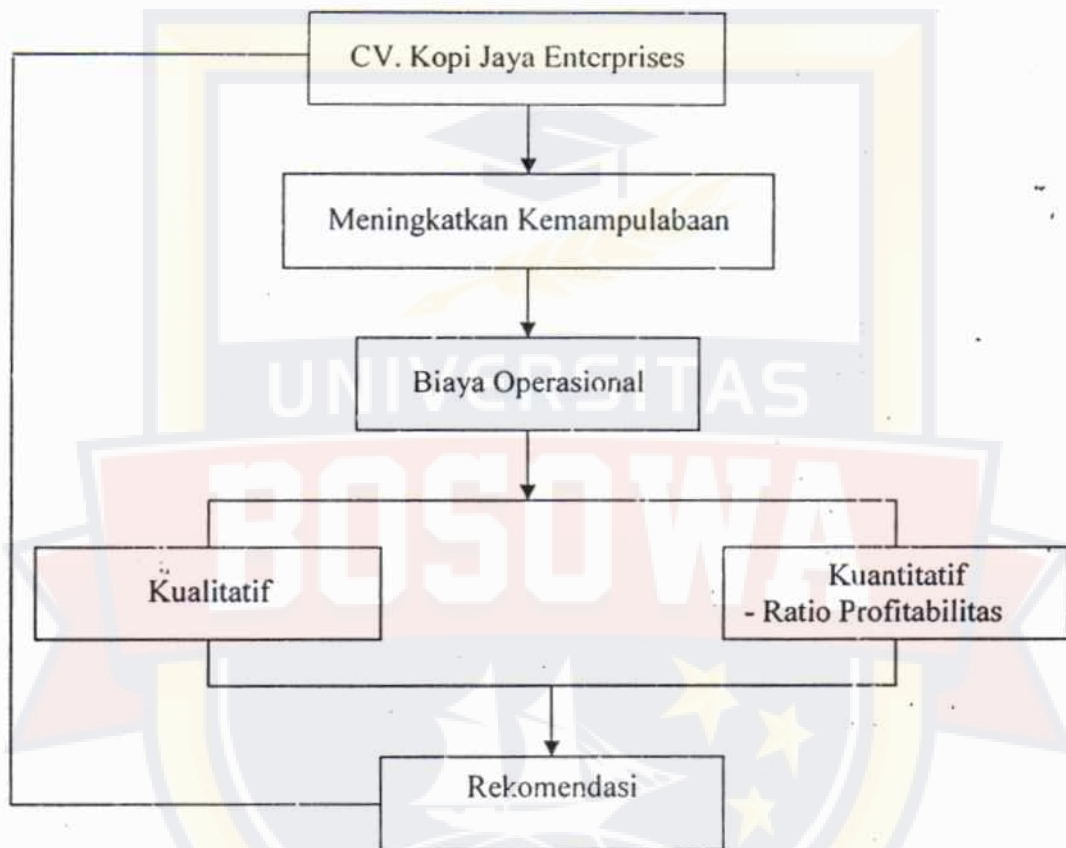 CV. Kopi Jaya Enterprises
Meningkatkan Kemampulabaan
Biaya Operasional
UNIVERSITAS
BOSOWA
Kualitatif
Kuantitatif
- Ratio Profitabilitas
Rekomendasi